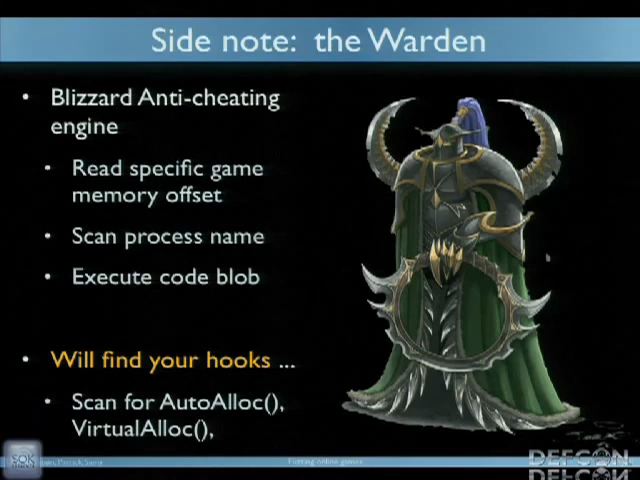 Side note: the Warden
• Blizzard Anti-cheating
engine
• Read specific game
memory offset
• Scan process name
• Execute code blob
• Will find your hooks ...
• Scan for AutoAlloc(),
VirtualAlloc(),
DEFCON
DEFCON